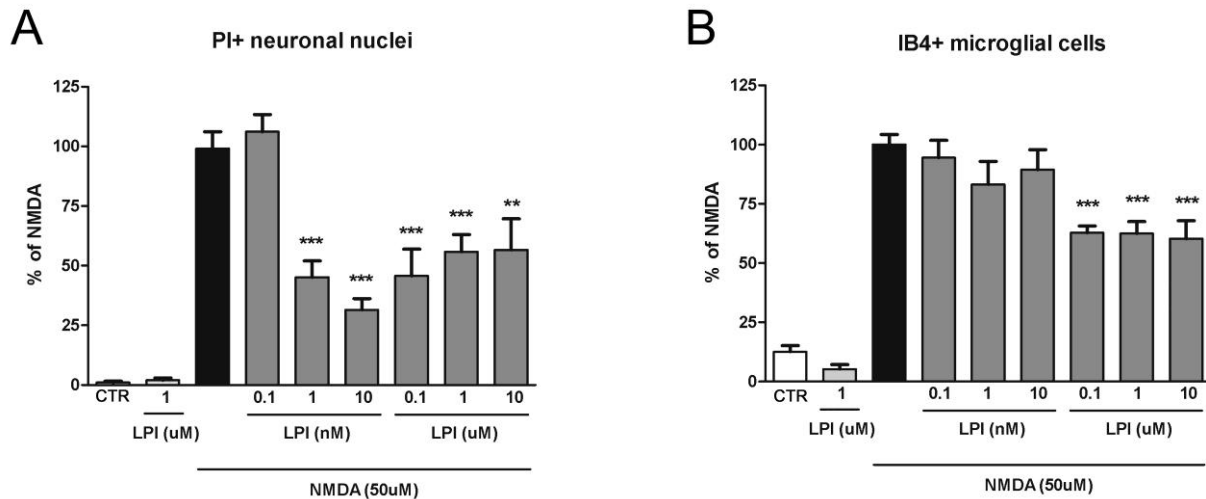 A
PI+ neuronal nuclei
% of NMDA
125
100
75
50
25
0
***
***
***
***
**
CTR 1 0.1 1 10 0.1 1 10
LPI (uM) LPI (nM) LPI (uM)
NMDA (50uM)
B
IB4+ microglial cells
% of NMDA
125
100
75
50
25
0
*** *** ***
CTR 1 0.1 1 10 0.1 1 10
LPI (uM) LPI (nM) LPI (uM)
NMDA (50uM)